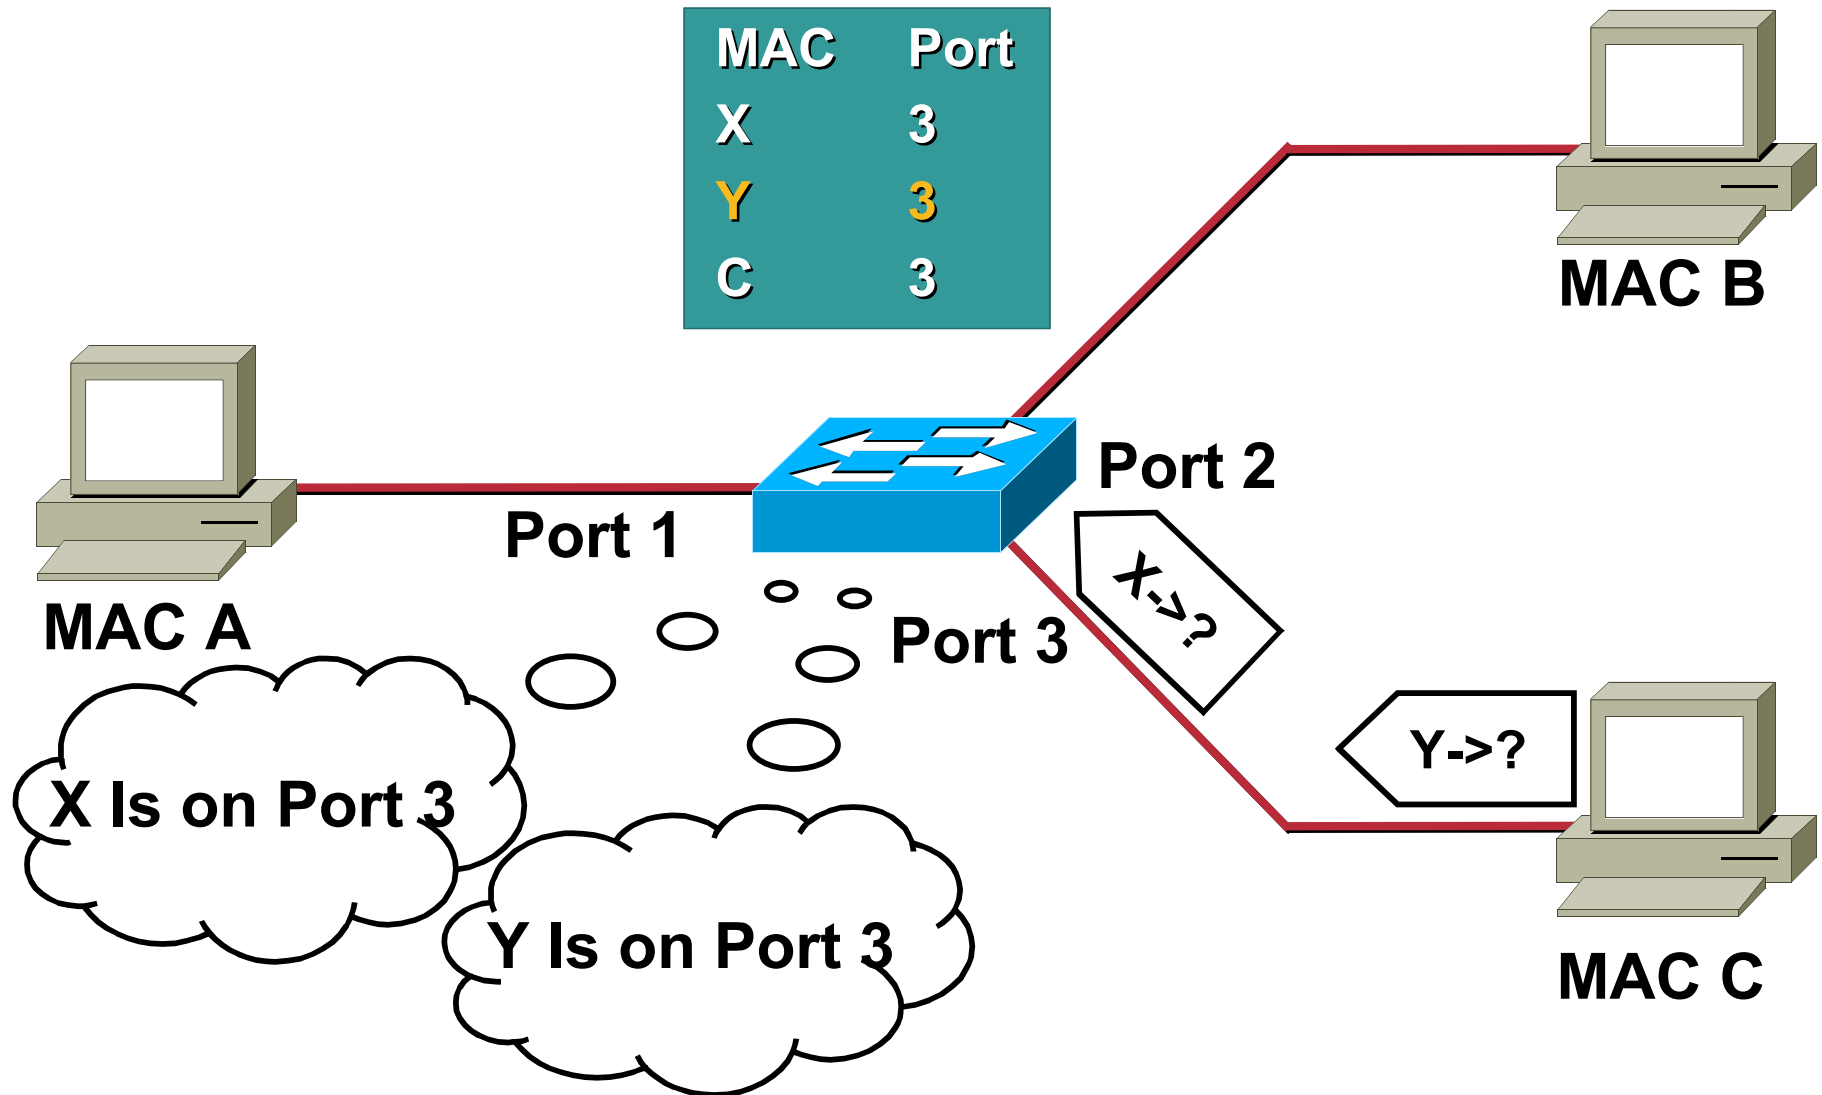 MAC Port
X 3
Y 3
C 3
MAC B
Port 2
Port 1
X->?
MAC A
Port 3
Y->?
X Is on Port 3
Y Is on Port 3
MAC C